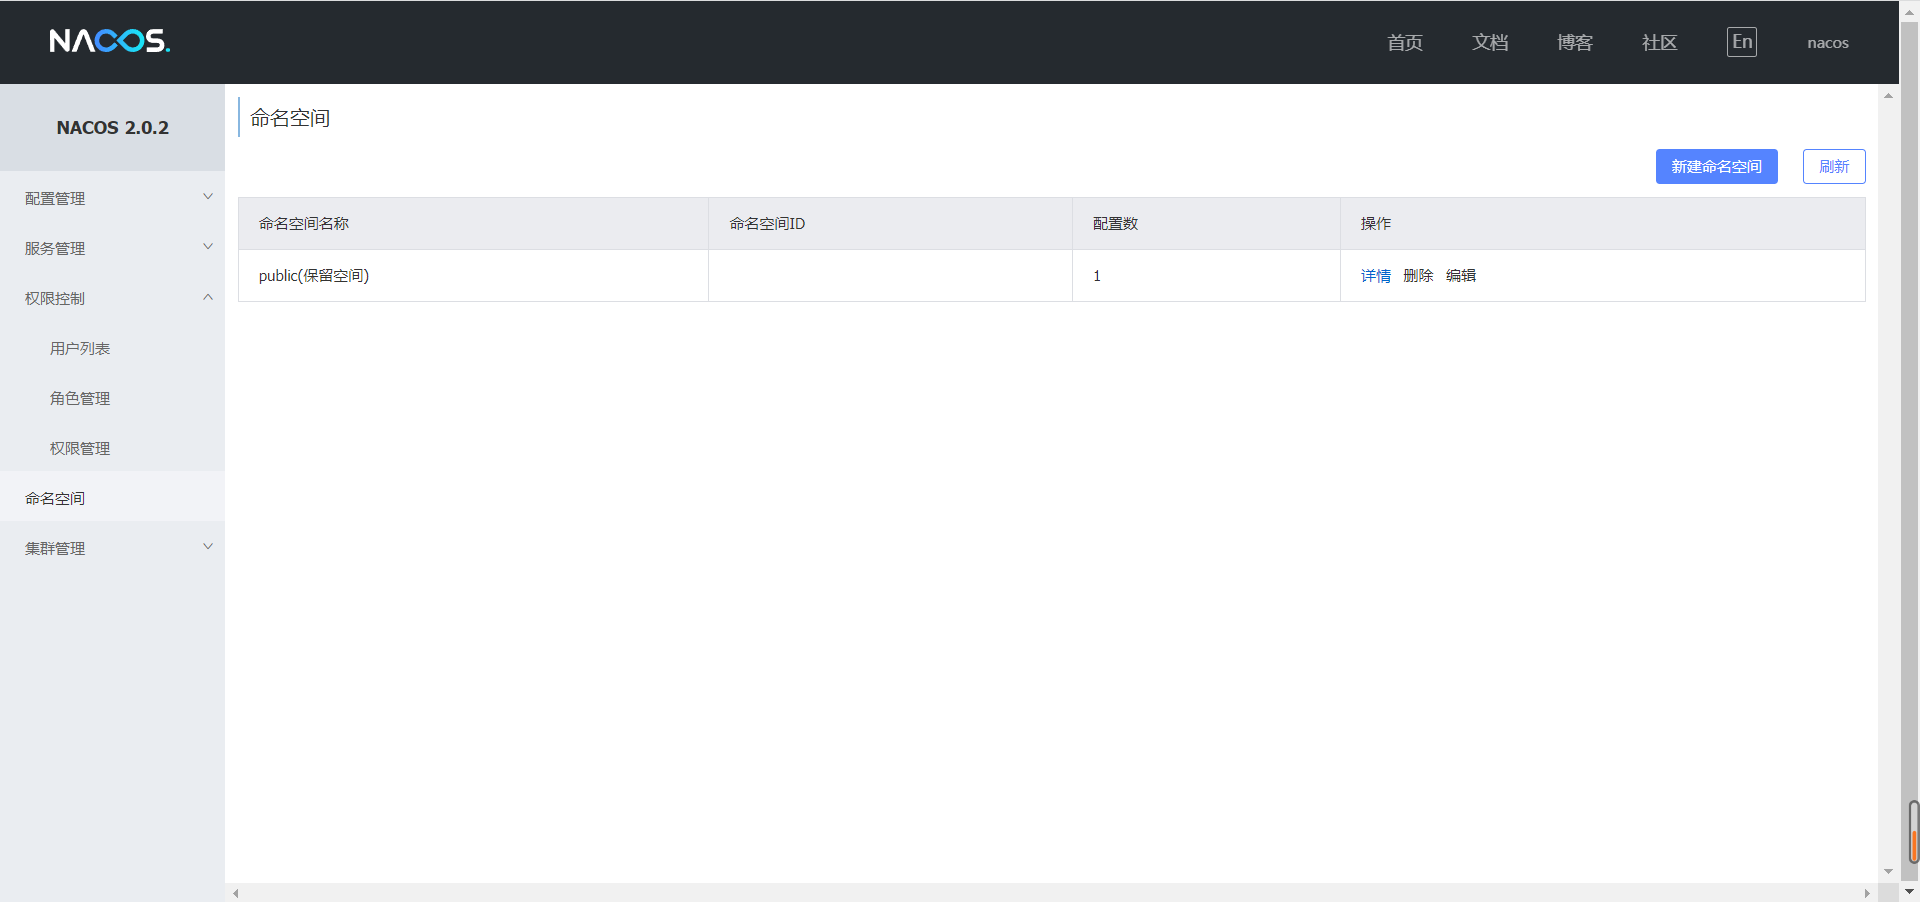 NACOS.
首页 文档 博客 社区 En nacos
NACOS 2.0.2
配置管理
服务管理
权限控制
用户列表
角色管理
权限管理
命名空间
集群管理
命名空间
新建命名空间 刷新
命名空间名称 命名空间ID 配置数 操作
public(保留空间) 1 详情 删除 编辑